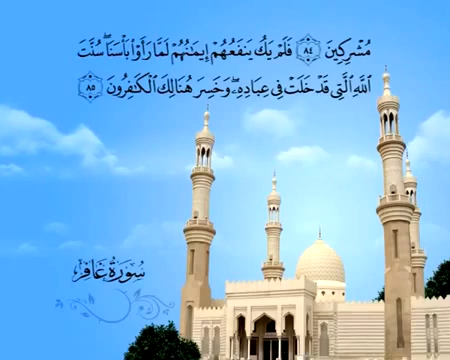 مُشْرِكِينَ ٨٤ فَلَمْ يَكُ يَنفَعُهُمْ إِيمَٰنُهُمْ لَمَّا رَأَوْا۟ بَأْسَنَا ۖ سُنَّتَ
ٱللَّهِ ٱلَّتِى قَدْ خَلَتْ فِى عِبَادِهِۦ ۖ وَخَسِرَ هُنَالِكَ ٱلْكَٰفِرُونَ ٨٥
سُورَةُ غَافِر